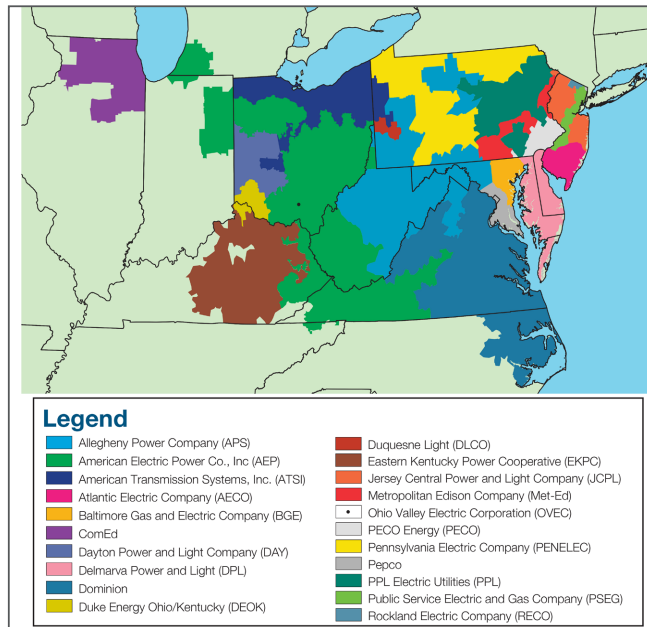 Legend
Allegheny Power Company (APS)
American Electric Power Co., Inc (AEP)
American Transmission Systems, Inc. (ATSI)
Atlantic Electric Company (AECO)
Baltimore Gas and Electric Company (BGE)
ComEd
Dayton Power and Light Company (DAY)
Delmarva Power and Light (DPL)
Dominion
Duke Energy Ohio/Kentucky (DEOK)
Duquesne Light (DLCO)
Eastern Kentucky Power Cooperative (EKPC)
Jersey Central Power and Light Company (JCPL)
Metropolitan Edison Company (Met-Ed)
Ohio Valley Electric Corporation (OVEC)
PECO Energy (PECO)
Pennsylvania Electric Company (PENELEC)
Pepco
PPL Electric Utilities (PPL)
Public Service Electric and Gas Company (PSEG)
Rockland Electric Company (RECO)